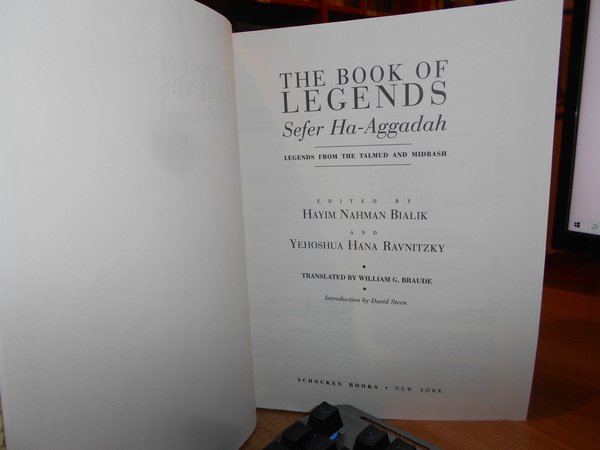 THE BOOK OF
LEGENDS
Sefer Ha-Aggadah
LEGENDS FROM THE TALMUD AND MIDRASH
EDITED BY
HAYIM NAHMAN BIALIK
AND
YEHOSHUA HANA RAVNITZKY
TRANSLATED BY WILLIAM G. BRAUDE
Introduction by David Stern
SCHOCKEN BOOKS • NEW YORK